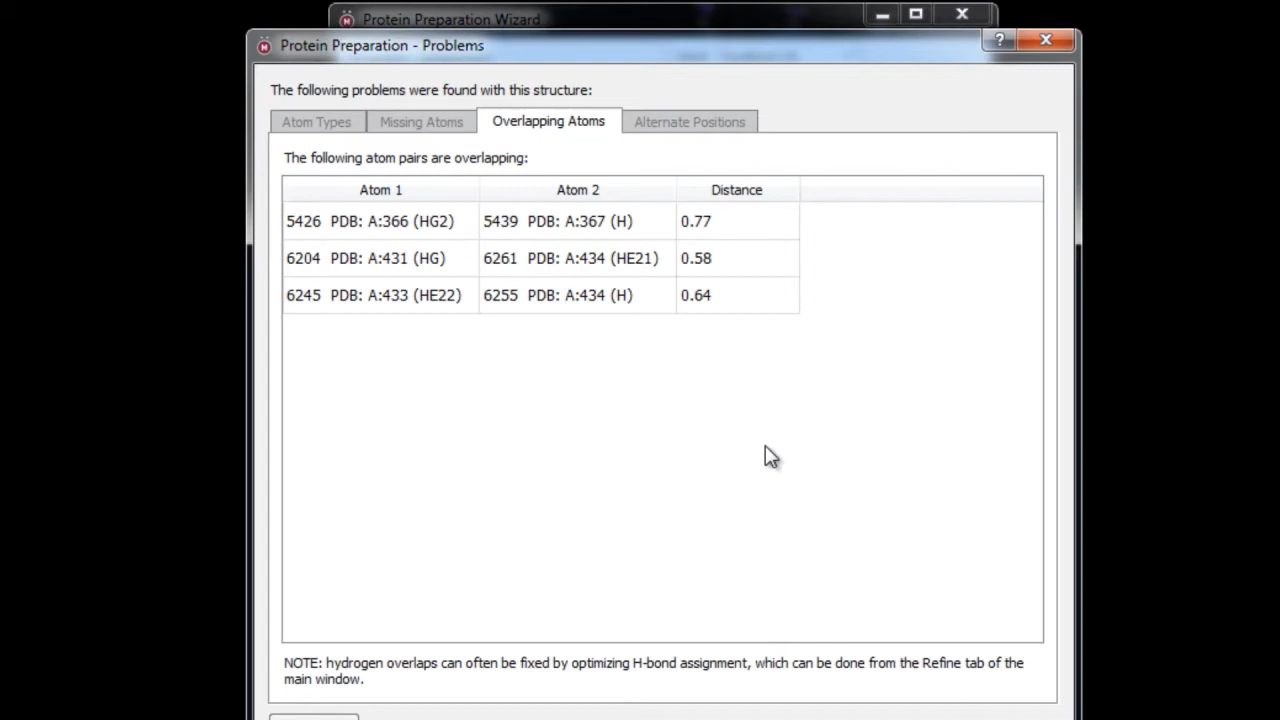 Protein Preparation Wizard
Protein Preparation - Problems
The following problems were found with this structure:
Atom Types Missing Atoms Overlapping Atoms Alternate Positions
The following atom pairs are overlapping:
Atom 1 Atom 2 Distance
5426 PDB: A:366 (HG2) 5439 PDB: A:367 (H) 0.77
6204 PDB: A:431 (HG) 6261 PDB: A:434 (HE21) 0.58
6245 PDB: A:433 (HE22) 6255 PDB: A:434 (H) 0.64
NOTE: hydrogen overlaps can often be fixed by optimizing H-bond assignment, which can be done from the Refine tab of the
main window.